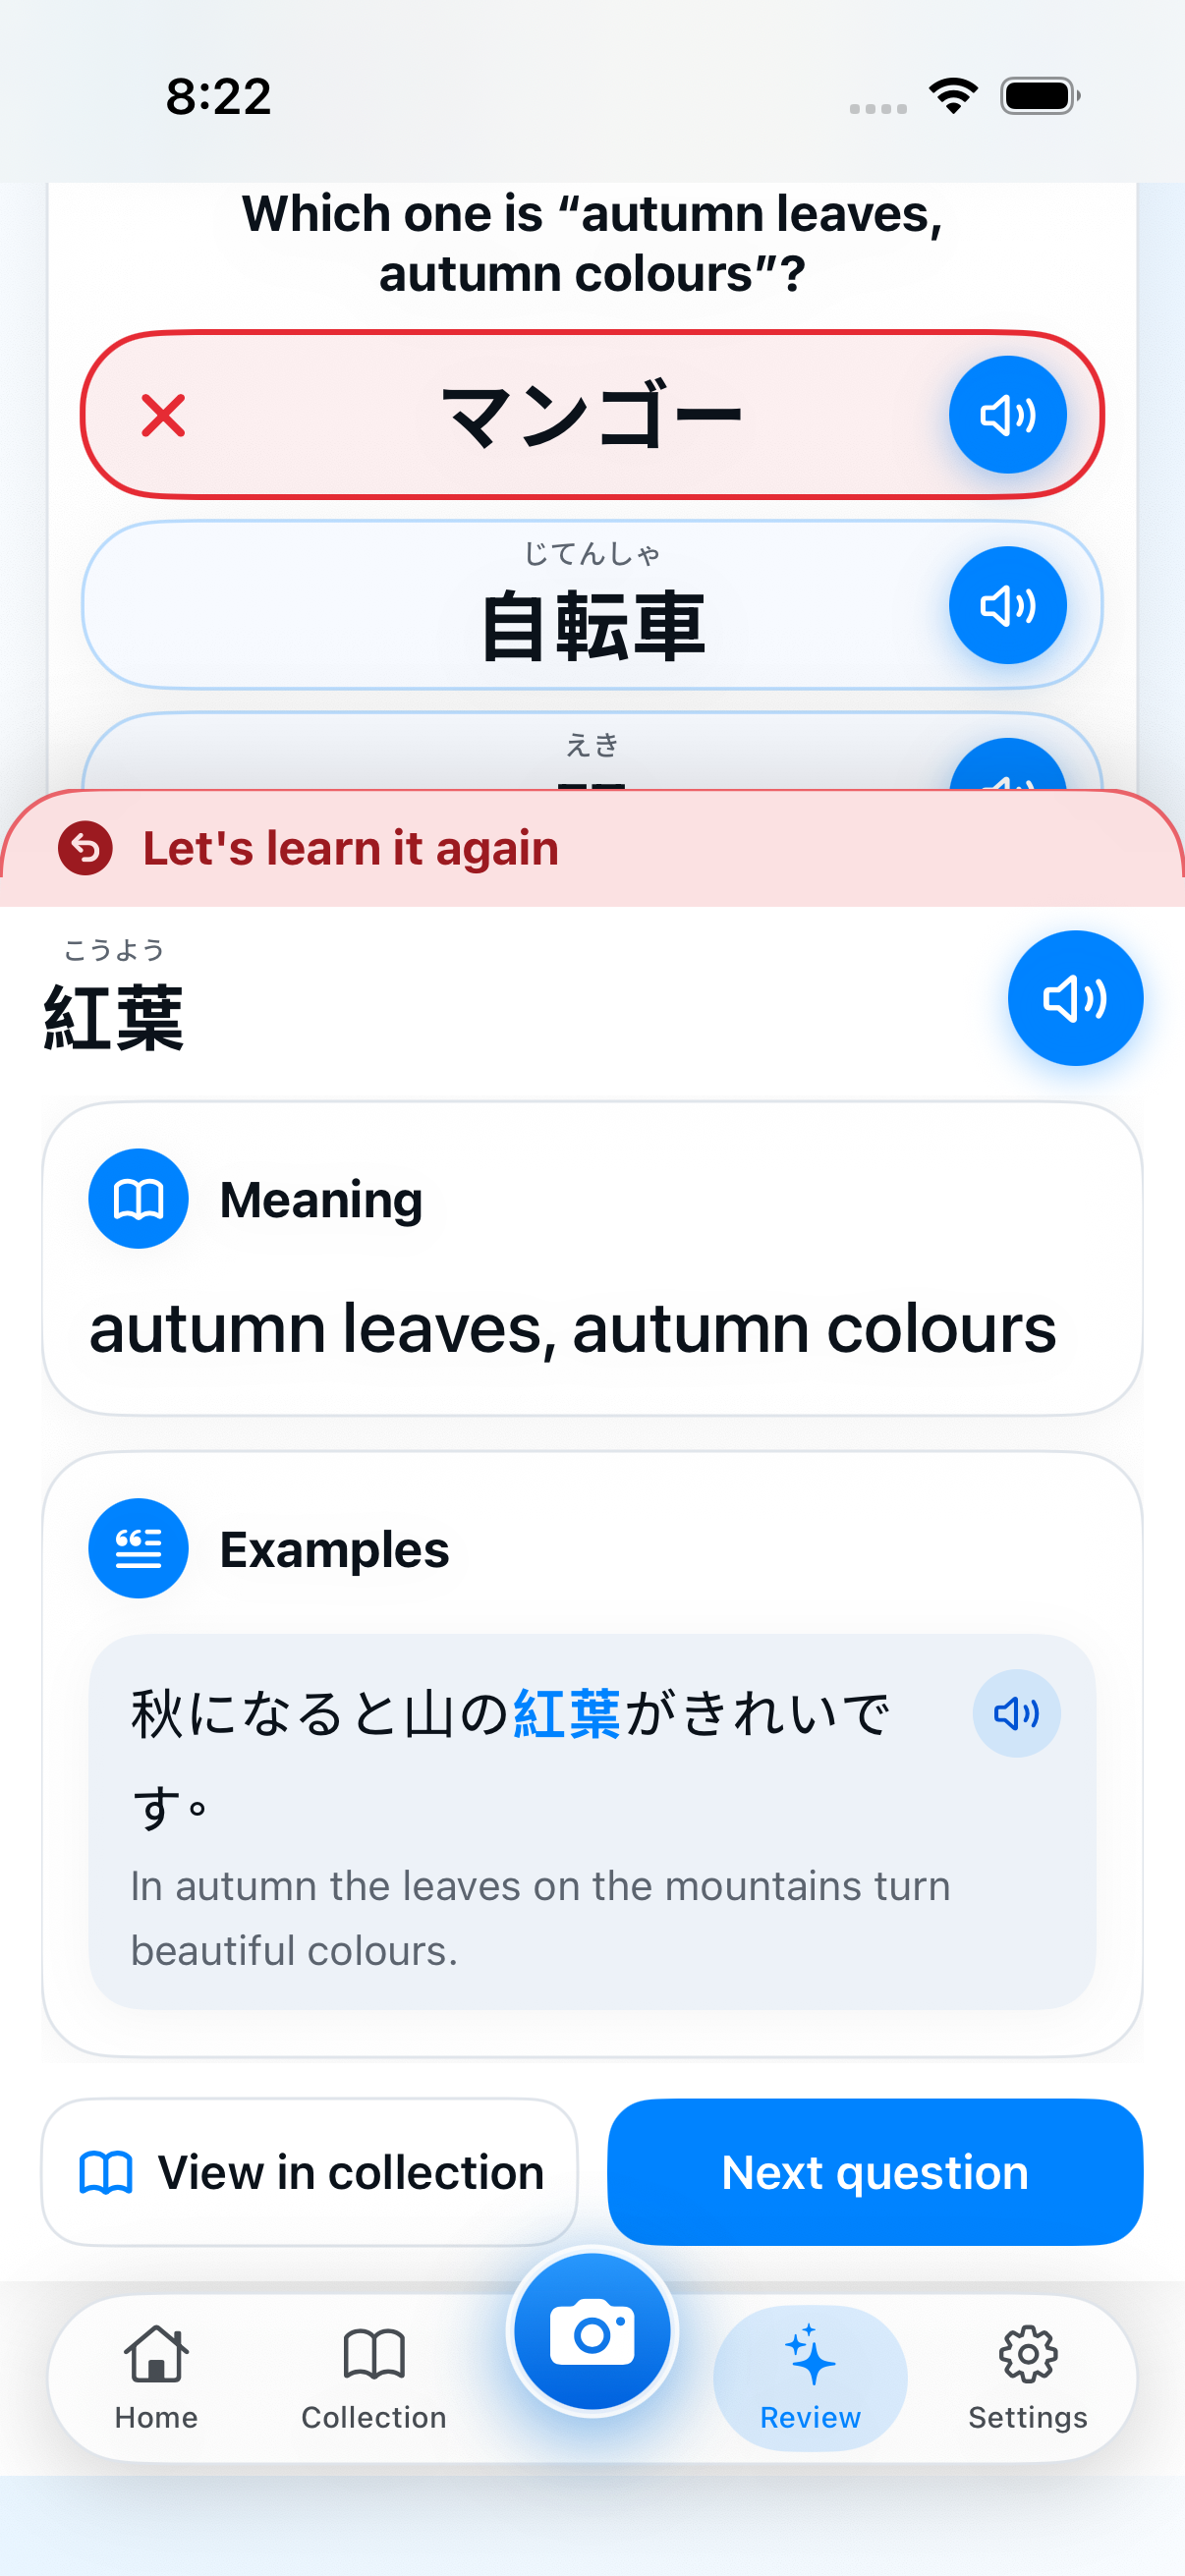 8:22
Which one is “autumn leaves,
autumn colours”?
マンゴー
じてんしゃ
自転車
えき
Let's learn it again
こうよう
紅葉
Meaning
autumn leaves, autumn colours
Examples
秋になると山の紅葉がきれいで
す。
In autumn the leaves on the mountains turn
beautiful colours.
View in collection
Next question
Home
Collection
Review
Settings